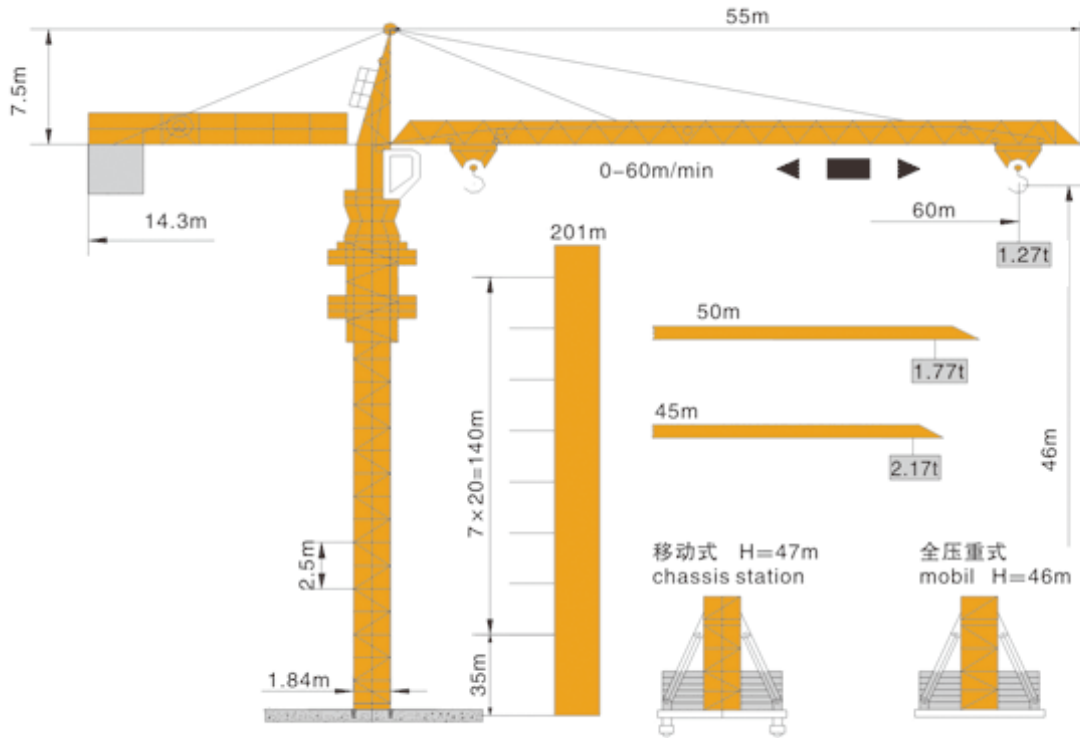 55m
7.5m
0-60m/min
14.3m
60m
201m
1.27t
50m
1.77t
45m
7×20=140m
2.17t
46m
2.5m
移动式 H=47m
chassis station
全压重式
mobil H=46m
1.84m
35m